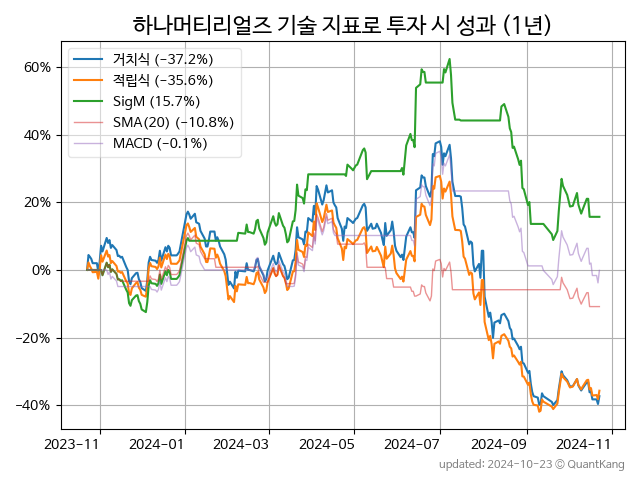 하나머티리얼즈 기술 지표로 투자 시 성과 (1년)
거치식 (−37.2%)
적립식 (−35.6%)
SigM (15.7%)
SMA(20) (−10.8%)
MACD (−0.1%)
60%
40%
20%
0%
−20%
−40%
2023-11 2024-01 2024-03 2024-05 2024-07 2024-09 2024-11
updated: 2024-10-23 © QuantKang